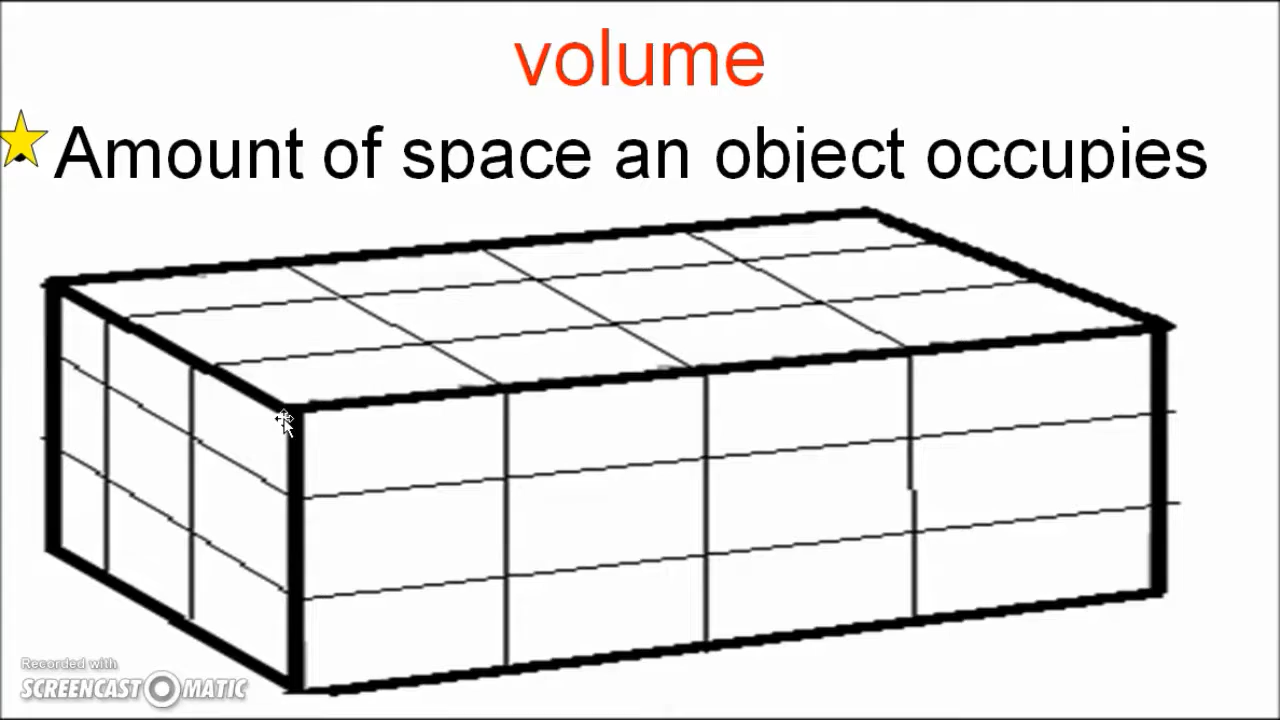 volume
Amount of space an object occupies
Recorded with
SCREENCAST-O-MATIC